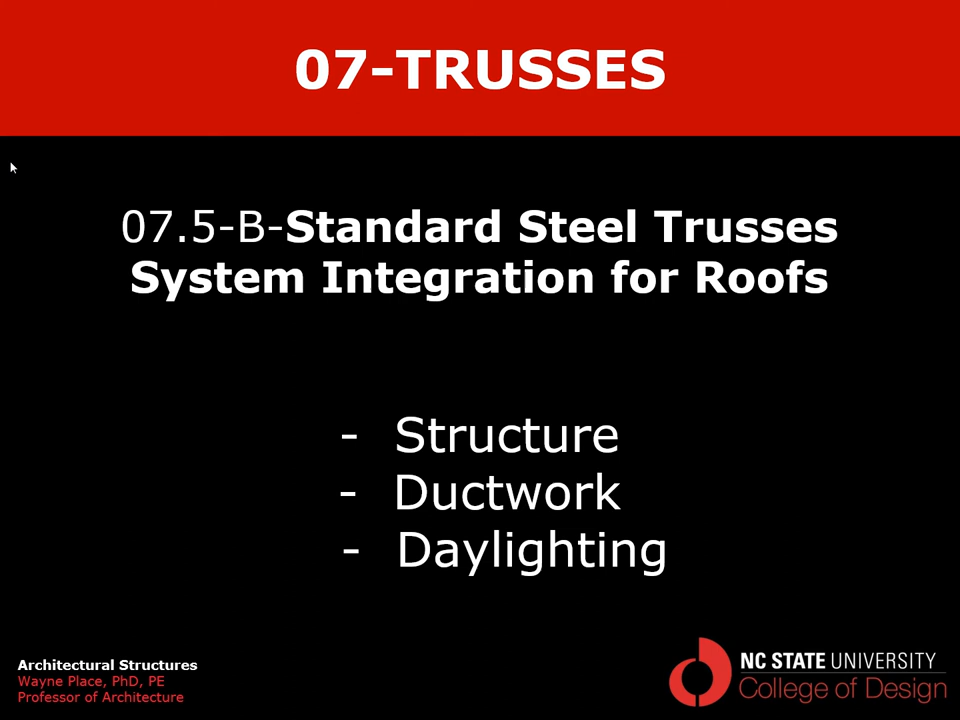 07-TRUSSES
07.5-B-Standard Steel Trusses
System Integration for Roofs
- Structure
- Ductwork
- Daylighting
Architectural Structures
Wayne Place, PhD, PE
Professor of Architecture
NC STATE UNIVERSITY
College of Design